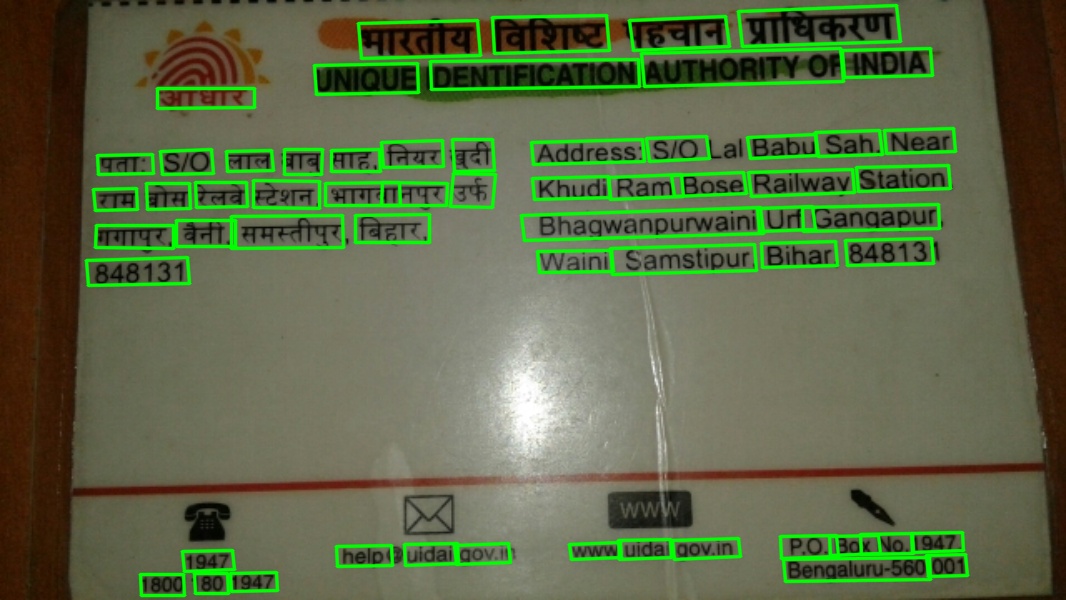 भारतीय विशिष्ट पहचान प्राधिकरण
UNIQUE IDENTIFICATION AUTHORITY OF INDIA
आधार
पता: S/O लाल बाबू साह, नियर खुदी
राम बोस रेलवे स्टेशन, भागवानपुर उर्फ
गंगापुर, वैनी, समस्तीपुर, बिहार,
848131
Address: S/O Lal Babu Sah, Near
Khudi Ram Bose Railway Station
Bhagwanpurwaini Urf Gangapur,
Waini Samstipur, Bihar 848131
WWW
1947
1800 80 1947
help@uidai.gov.in
www.uidai.gov.in
P.O. Box No. 1947
Bengaluru-560 001